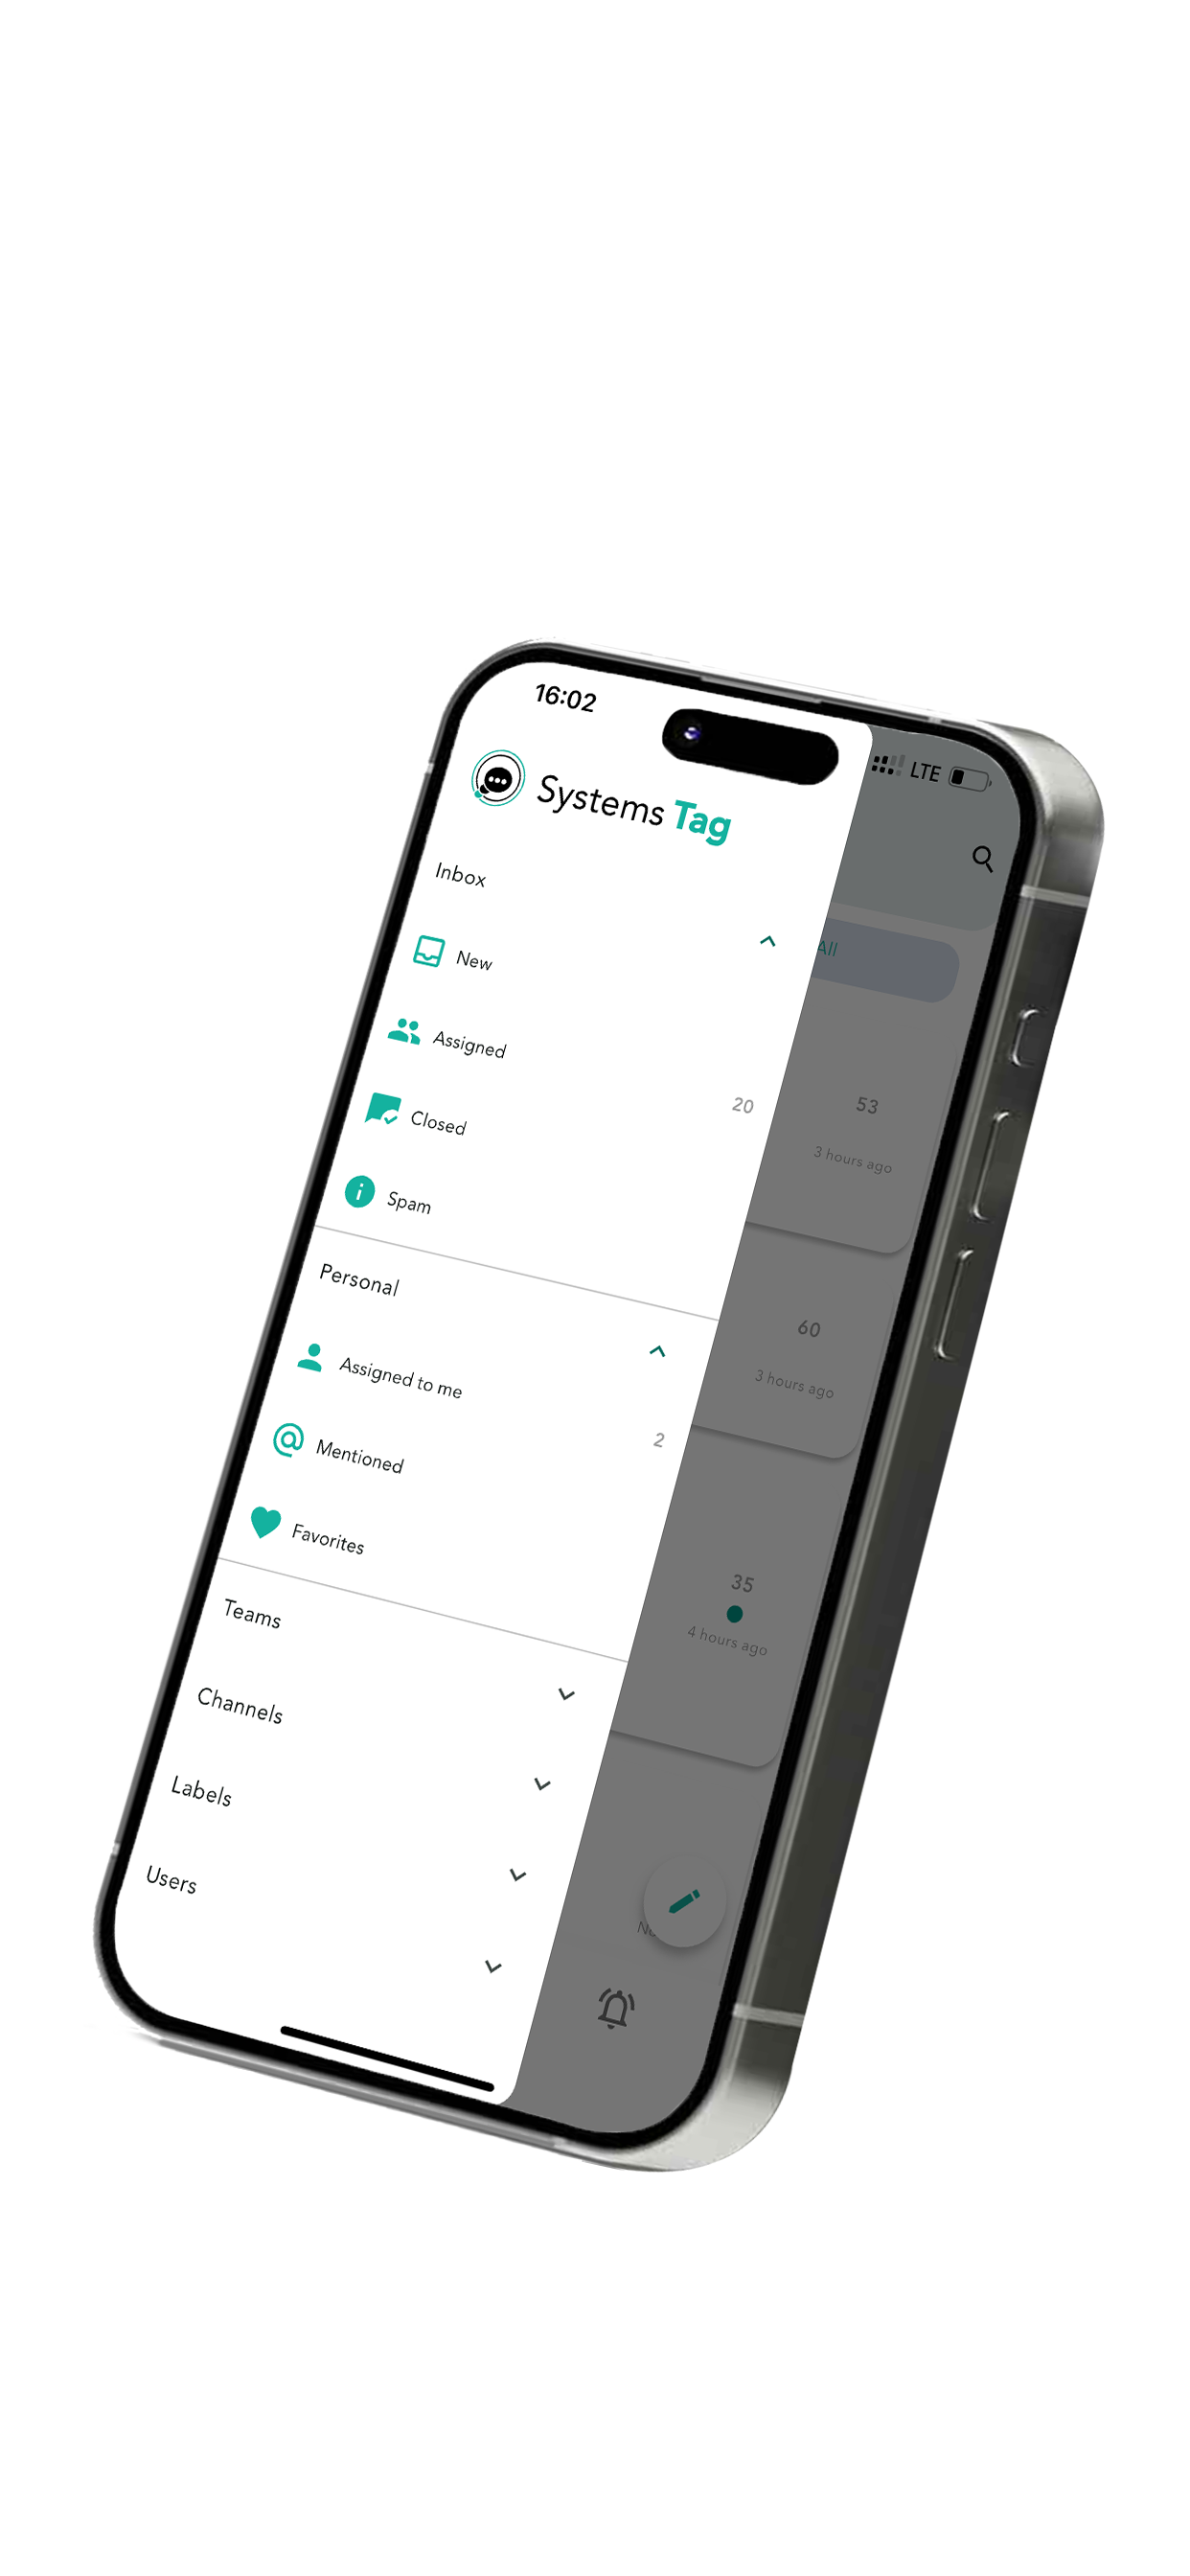 16:02
LTE
Systems Tag
Inbox
New
Assigned
20
Closed
Spam
Personal
Assigned to me
2
Mentioned
Favorites
Teams
Channels
Labels
Users
All
53
3 hours ago
60
3 hours ago
35
4 hours ago